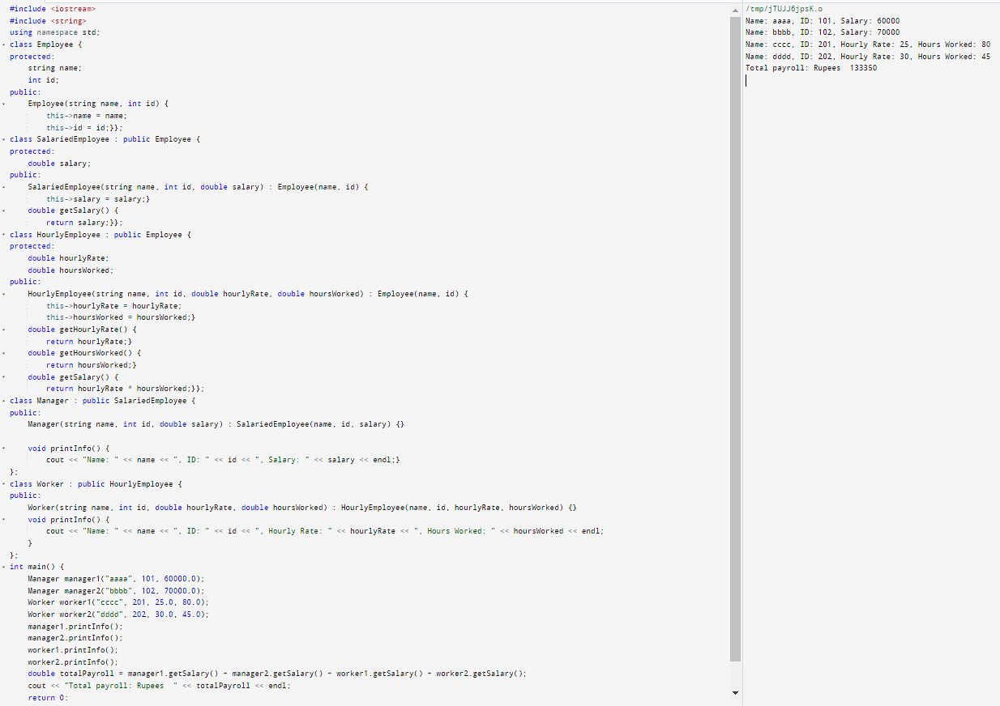 #include <iostream>
#include <string>
using namespace std;
class Employee {
protected:
    string name;
    int id;
public:
    Employee(string name, int id) {
        this->name = name;
        this->id = id;}};
class SalariedEmployee : public Employee {
protected:
    double salary;
public:
    SalariedEmployee(string name, int id, double salary) : Employee(name, id) {
        this->salary = salary;}
    double getSalary() {
        return salary;}};
class HourlyEmployee : public Employee {
protected:
    double hourlyRate;
    double hoursWorked;
public:
    HourlyEmployee(string name, int id, double hourlyRate, double hoursWorked) : Employee(name, id) {
        this->hourlyRate = hourlyRate;
        this->hoursWorked = hoursWorked;}
    double getHourlyRate() {
        return hourlyRate;}
    double getHoursWorked() {
        return hoursWorked;}
    double getSalary() {
        return hourlyRate * hoursWorked;}};
class Manager : public SalariedEmployee {
public:
    Manager(string name, int id, double salary) : SalariedEmployee(name, id, salary) {}
    void printInfo() {
        cout << "Name: " << name << ", ID: " << id << ", Salary: " << salary << endl;}
};
class Worker : public HourlyEmployee {
public:
    Worker(string name, int id, double hourlyRate, double hoursWorked) : HourlyEmployee(name, id, hourlyRate, hoursWorked) {}
    void printInfo() {
        cout << "Name: " << name << ", ID: " << id << ", Hourly Rate: " << hourlyRate << ", Hours Worked: " << hoursWorked << endl;
    }
};
int main() {
    Manager manager1("aaaa", 101, 60000.0);
    Manager manager2("bbbb", 102, 70000.0);
    Worker worker1("cccc", 201, 25.0, 80.0);
    Worker worker2("dddd", 202, 30.0, 45.0);
    manager1.printInfo();
    manager2.printInfo();
    worker1.printInfo();
    worker2.printInfo();
    double totalPayroll = manager1.getSalary() + manager2.getSalary() + worker1.getSalary() + worker2.getSalary();
    cout << "Total payroll: Rupees  " << totalPayroll << endl;
    return 0;
/tmp/jTUJJ6jpsK.o
Name: aaaa, ID: 101, Salary: 60000
Name: bbbb, ID: 102, Salary: 70000
Name: cccc, ID: 201, Hourly Rate: 25, Hours Worked: 80
Name: dddd, ID: 202, Hourly Rate: 30, Hours Worked: 45
Total payroll: Rupees  133350